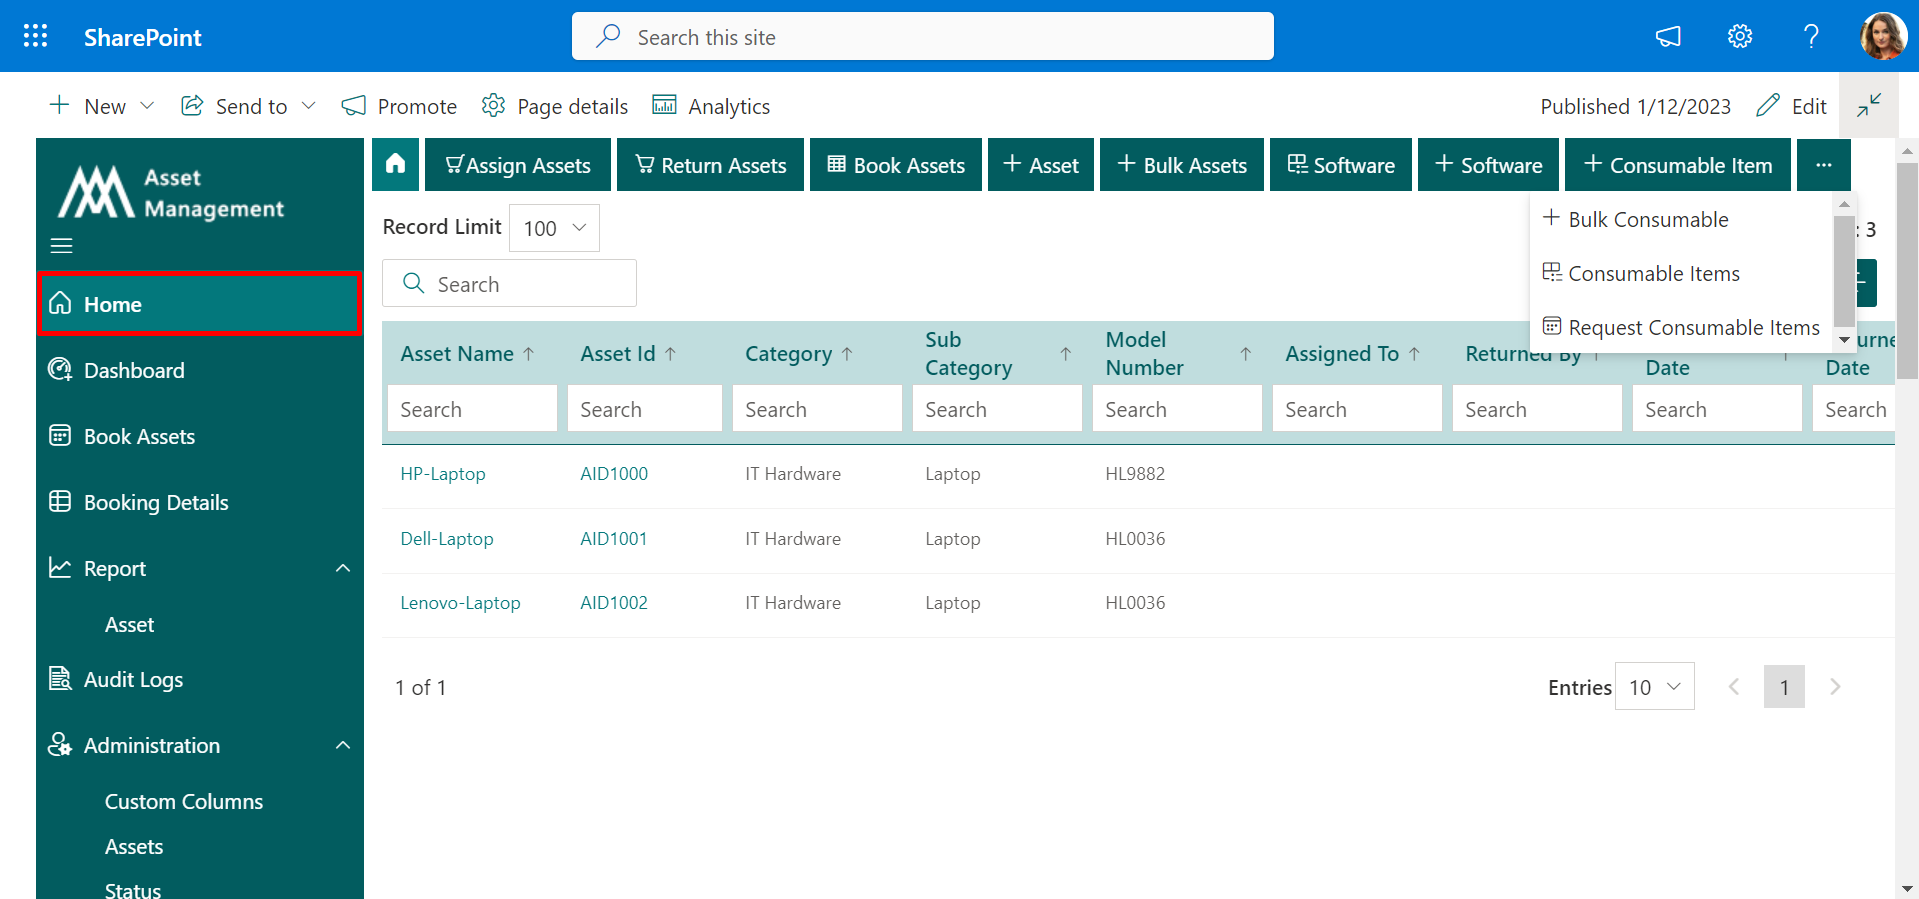 SharePoint
Search this site
New
Send to
Promote
Page details
Analytics
Published 1/12/2023
Edit
Asset
Management
Home
Dashboard
Book Assets
Booking Details
Report
Asset
Audit Logs
Administration
Custom Columns
Assets
Status
Assign Assets
Return Assets
Book Assets
+ Asset
+ Bulk Assets
Software
+ Software
+ Consumable Item
...
+ Bulk Consumable
Consumable Items
Request Consumable Items
Record Limit 100
: 3
Search
Asset Name ↑
Asset Id ↑
Category ↑
Sub
Category ↑
Model
Number ↑
Assigned To ↑
Returned By ↑
Date ↑
Date
Search Search Search Search Search Search Search Search Search
HP-Laptop AID1000 IT Hardware Laptop HL9882
Dell-Laptop AID1001 IT Hardware Laptop HL0036
Lenovo-Laptop AID1002 IT Hardware Laptop HL0036
1 of 1
Entries 10
1